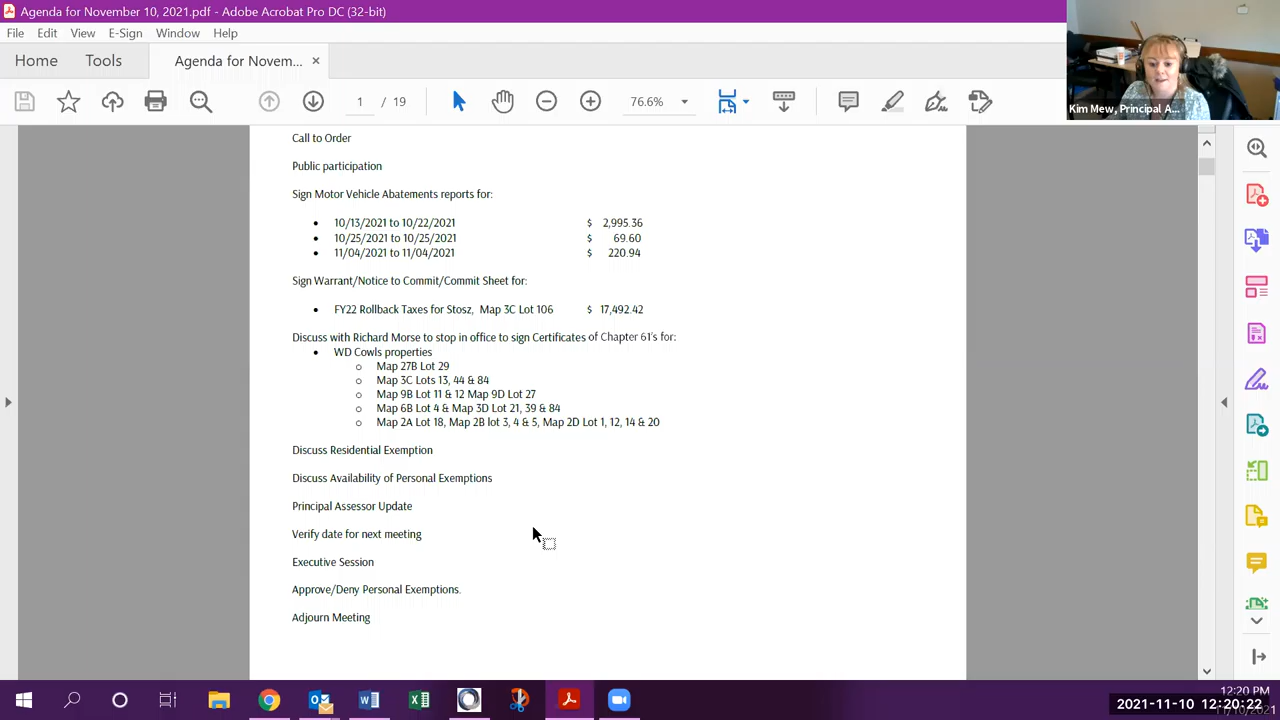 Agenda for November 10, 2021.pdf - Adobe Acrobat Pro DC (32-bit)
File Edit View E-Sign Window Help
Home Tools Agenda for Novem... ×
1 / 19 76.6%
Kim Mew, Principal A...
Call to Order
Public participation
Sign Motor Vehicle Abatements reports for:
• 10/13/2021 to 10/22/2021 $ 2,995.36
• 10/25/2021 to 10/25/2021 $ 69.60
• 11/04/2021 to 11/04/2021 $ 220.94
Sign Warrant/Notice to Commit/Commit Sheet for:
• FY22 Rollback Taxes for Stosz, Map 3C Lot 106 $ 17,492.42
Discuss with Richard Morse to stop in office to sign Certificates of Chapter 61's for:
• WD Cowls properties
o Map 27B Lot 29
o Map 3C Lots 13, 44 & 84
o Map 9B Lot 11 & 12 Map 9D Lot 27
o Map 6B Lot 4 & Map 3D Lot 21, 39 & 84
o Map 2A Lot 18, Map 2B lot 3, 4 & 5, Map 2D Lot 1, 12, 14 & 20
Discuss Residential Exemption
Discuss Availability of Personal Exemptions
Principal Assessor Update
Verify date for next meeting
Executive Session
Approve/Deny Personal Exemptions.
Adjourn Meeting
12:20 PM
2021-11-10 12:20:22